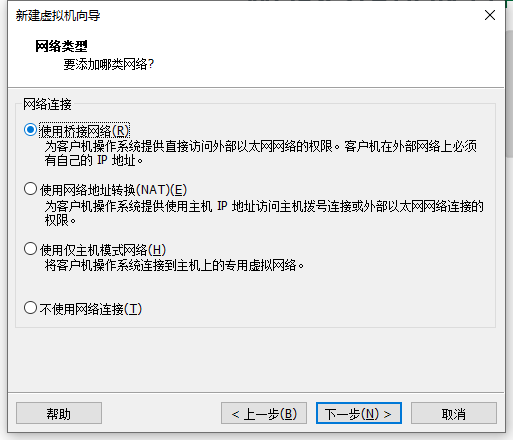 新建虚拟机向导
网络类型
要添加哪类网络?
网络连接
使用桥接网络(R)
为客户机操作系统提供直接访问外部以太网网络的权限。客户机在外部网络上必须
有自己的 IP 地址。
使用网络地址转换(NAT)(E)
为客户机操作系统提供使用主机 IP 地址访问主机拨号连接或外部以太网网络连接的
权限。
使用仅主机模式网络(H)
将客户机操作系统连接到主机上的专用虚拟网络。
不使用网络连接(T)
帮助
< 上一步(B)
下一步(N) >
取消